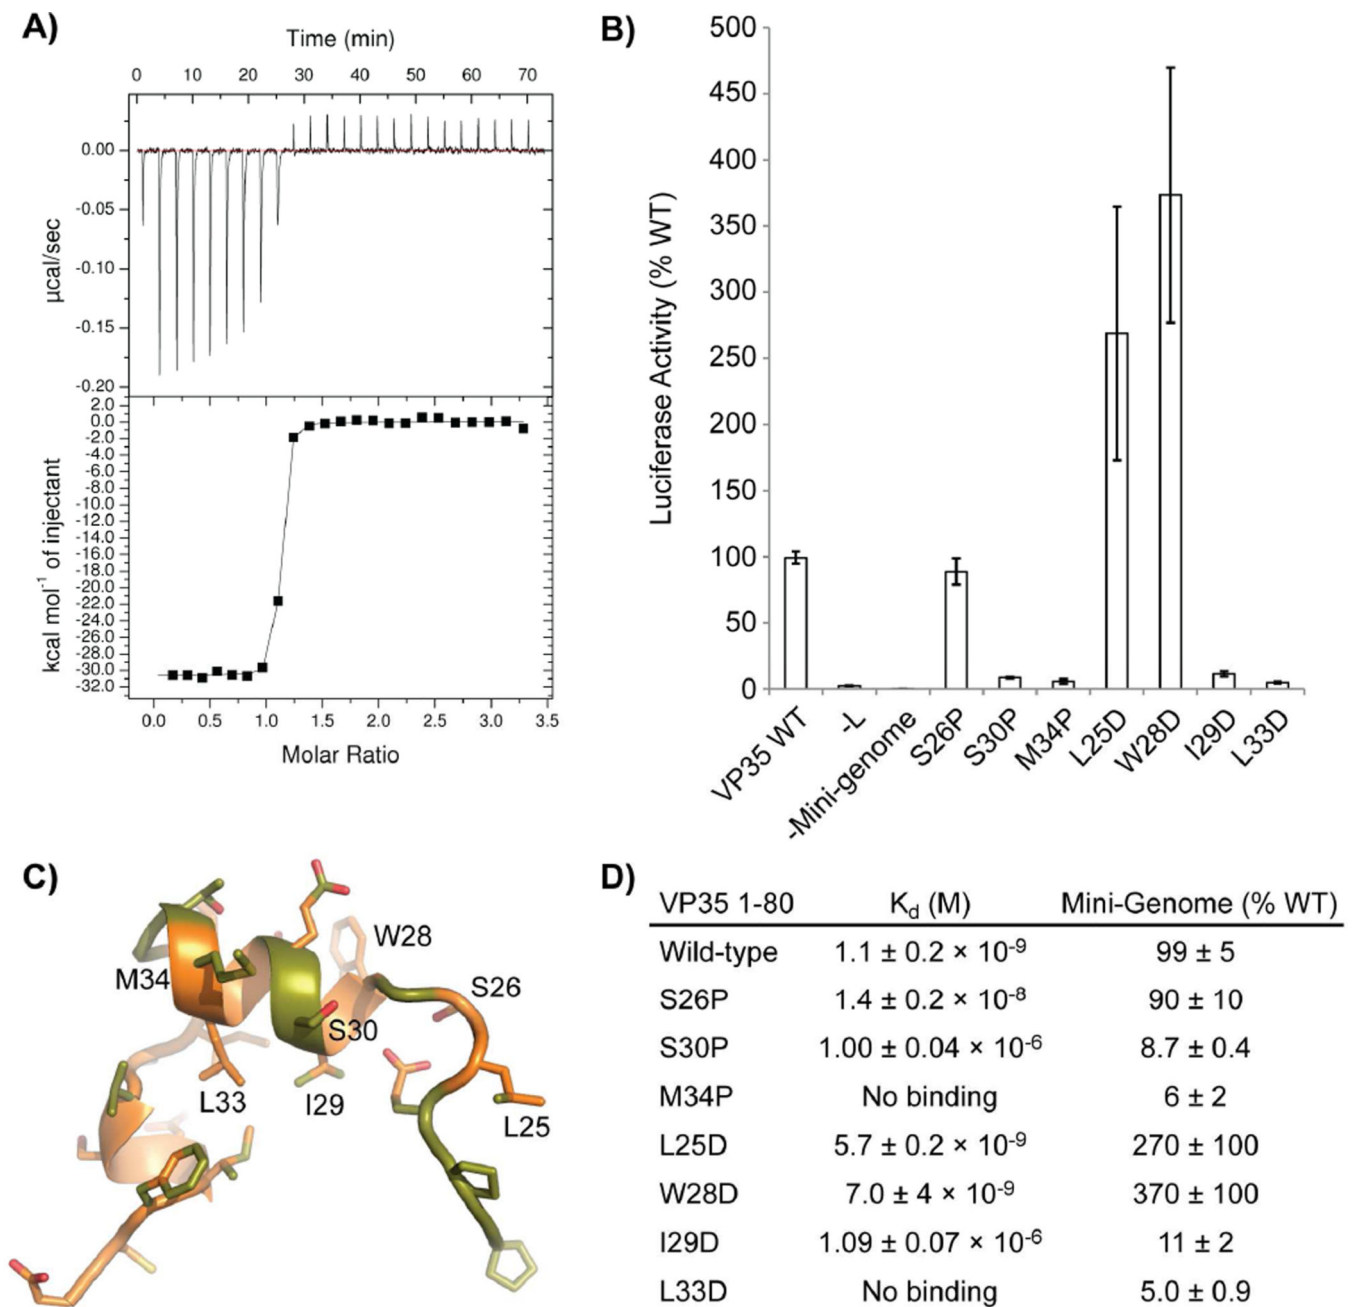 A)
Time (min)
0 10 20 30 40 50 60 70
0.00
-0.05
-0.10
-0.15
-0.20
µcal/sec
2.0
0.0
-2.0
-4.0
-6.0
-8.0
-10.0
-12.0
-14.0
-16.0
-18.0
-20.0
-22.0
-24.0
-26.0
-28.0
-30.0
-32.0
kcal mol⁻¹ of injectant
0.0 0.5 1.0 1.5 2.0 2.5 3.0 3.5
Molar Ratio
B)
500
450
400
350
300
250
200
150
100
50
0
Luciferase Activity (% WT)
VP35 WT
-L
-Mini-genome
S26P
S30P
M34P
L25D
W28D
I29D
L33D
C)
W28
M34
S26
S30
L33
I29
L25
D)
VP35 1-80 Kd (M) Mini-Genome (% WT)
Wild-type 1.1 ± 0.2 × 10⁻⁹ 99 ± 5
S26P 1.4 ± 0.2 × 10⁻⁸ 90 ± 10
S30P 1.00 ± 0.04 × 10⁻⁶ 8.7 ± 0.4
M34P No binding 6 ± 2
L25D 5.7 ± 0.2 × 10⁻⁹ 270 ± 100
W28D 7.0 ± 4 × 10⁻⁹ 370 ± 100
I29D 1.09 ± 0.07 × 10⁻⁶ 11 ± 2
L33D No binding 5.0 ± 0.9